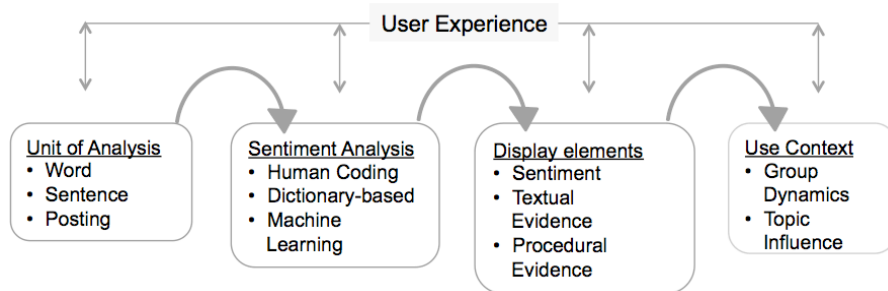 User Experience
Unit of Analysis
• Word
• Sentence
• Posting
Sentiment Analysis
• Human Coding
• Dictionary-based
• Machine
Learning
Display elements
• Sentiment
• Textual
Evidence
• Procedural
Evidence
Use Context
• Group
Dynamics
• Topic
Influence